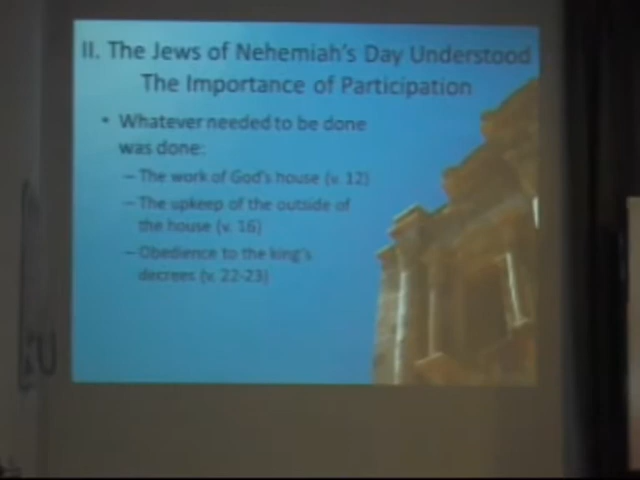 II. The Jews of Nehemiah's Day Understood
The Importance of Participation
• Whatever needed to be done
was done:
– The work of God's house (v. 12)
– The upkeep of the outside of
the house (v. 16)
– Obedience to the king's
decrees (v. 22-23)